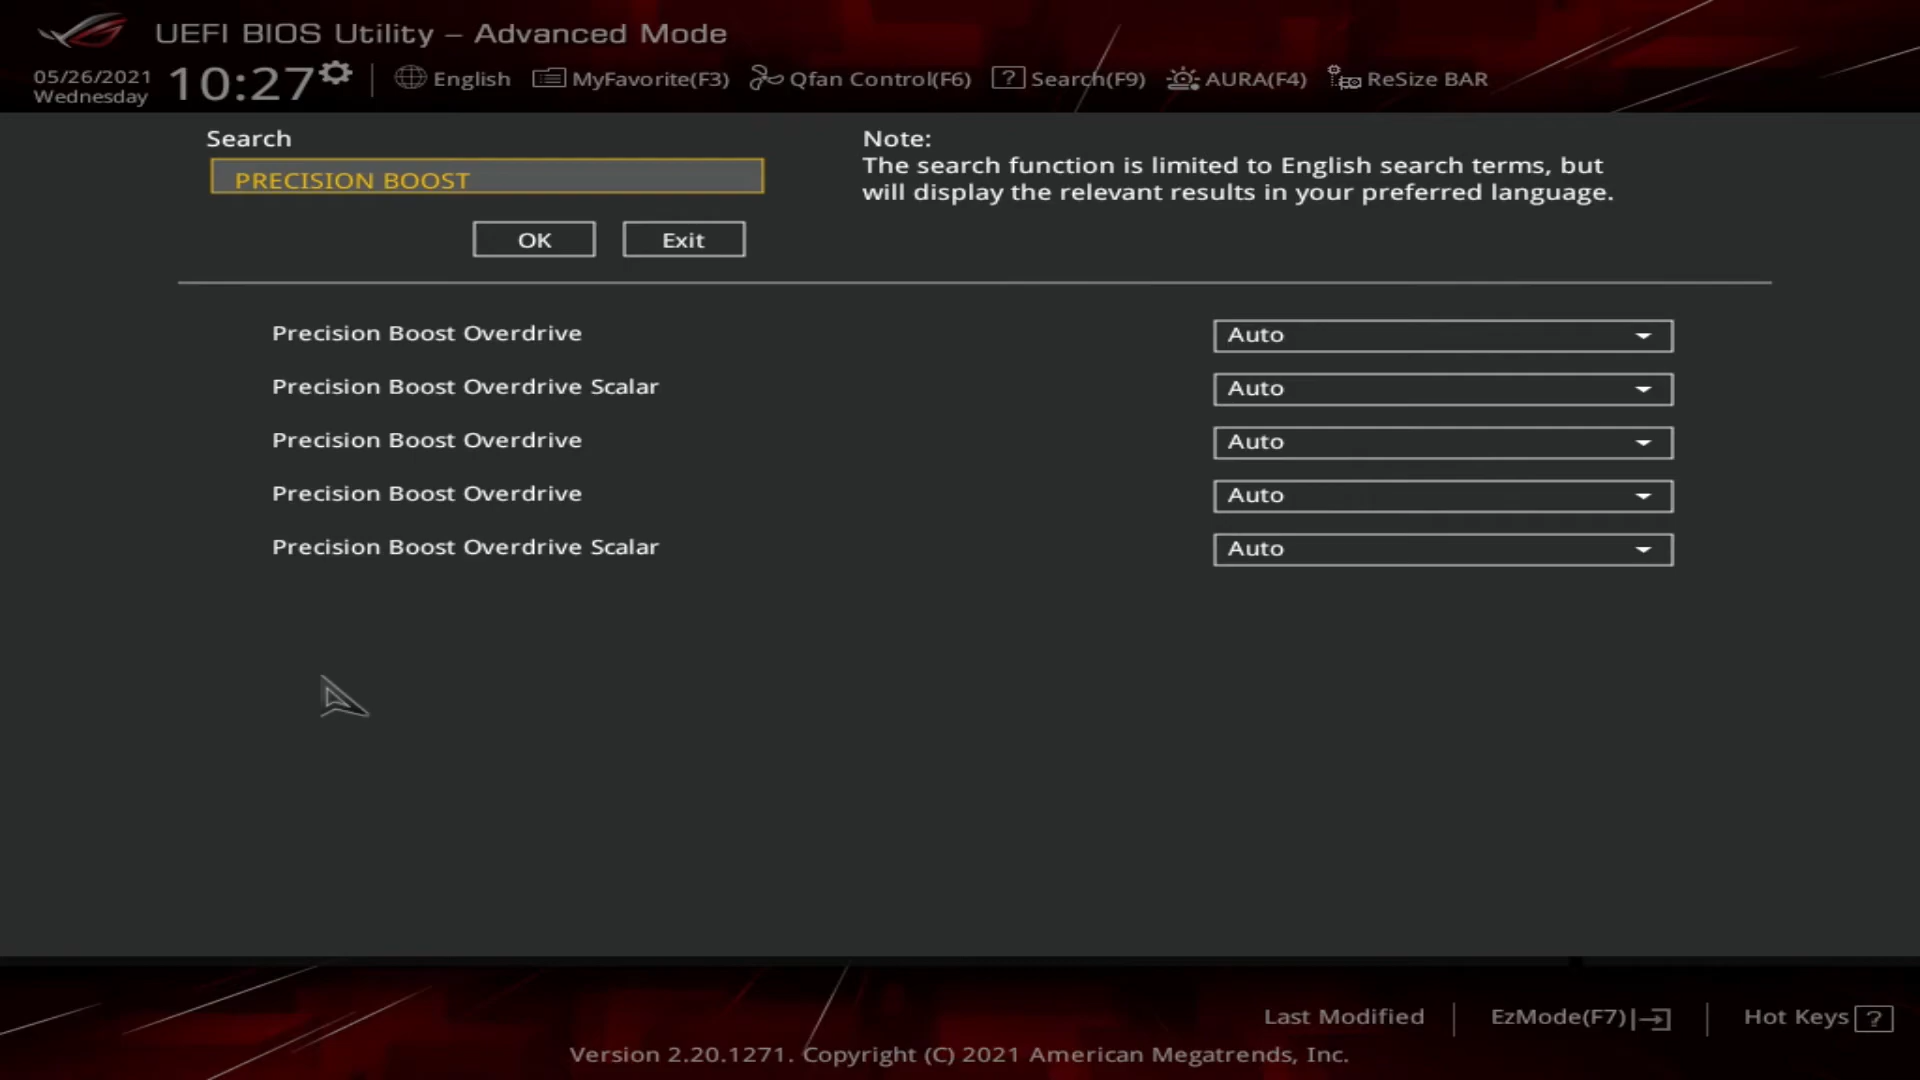 UEFI BIOS Utility – Advanced Mode
05/26/2021
Wednesday
10:27
English
MyFavorite(F3)
Qfan Control(F6)
? Search(F9)
AURA(F4)
ReSize BAR
Search
PRECISION BOOST
OK
Exit
Note:
The search function is limited to English search terms, but
will display the relevant results in your preferred language.
Precision Boost Overdrive Auto
Precision Boost Overdrive Scalar Auto
Precision Boost Overdrive Auto
Precision Boost Overdrive Auto
Precision Boost Overdrive Scalar Auto
Last Modified
EzMode(F7)
Hot Keys ?
Version 2.20.1271. Copyright (C) 2021 American Megatrends, Inc.